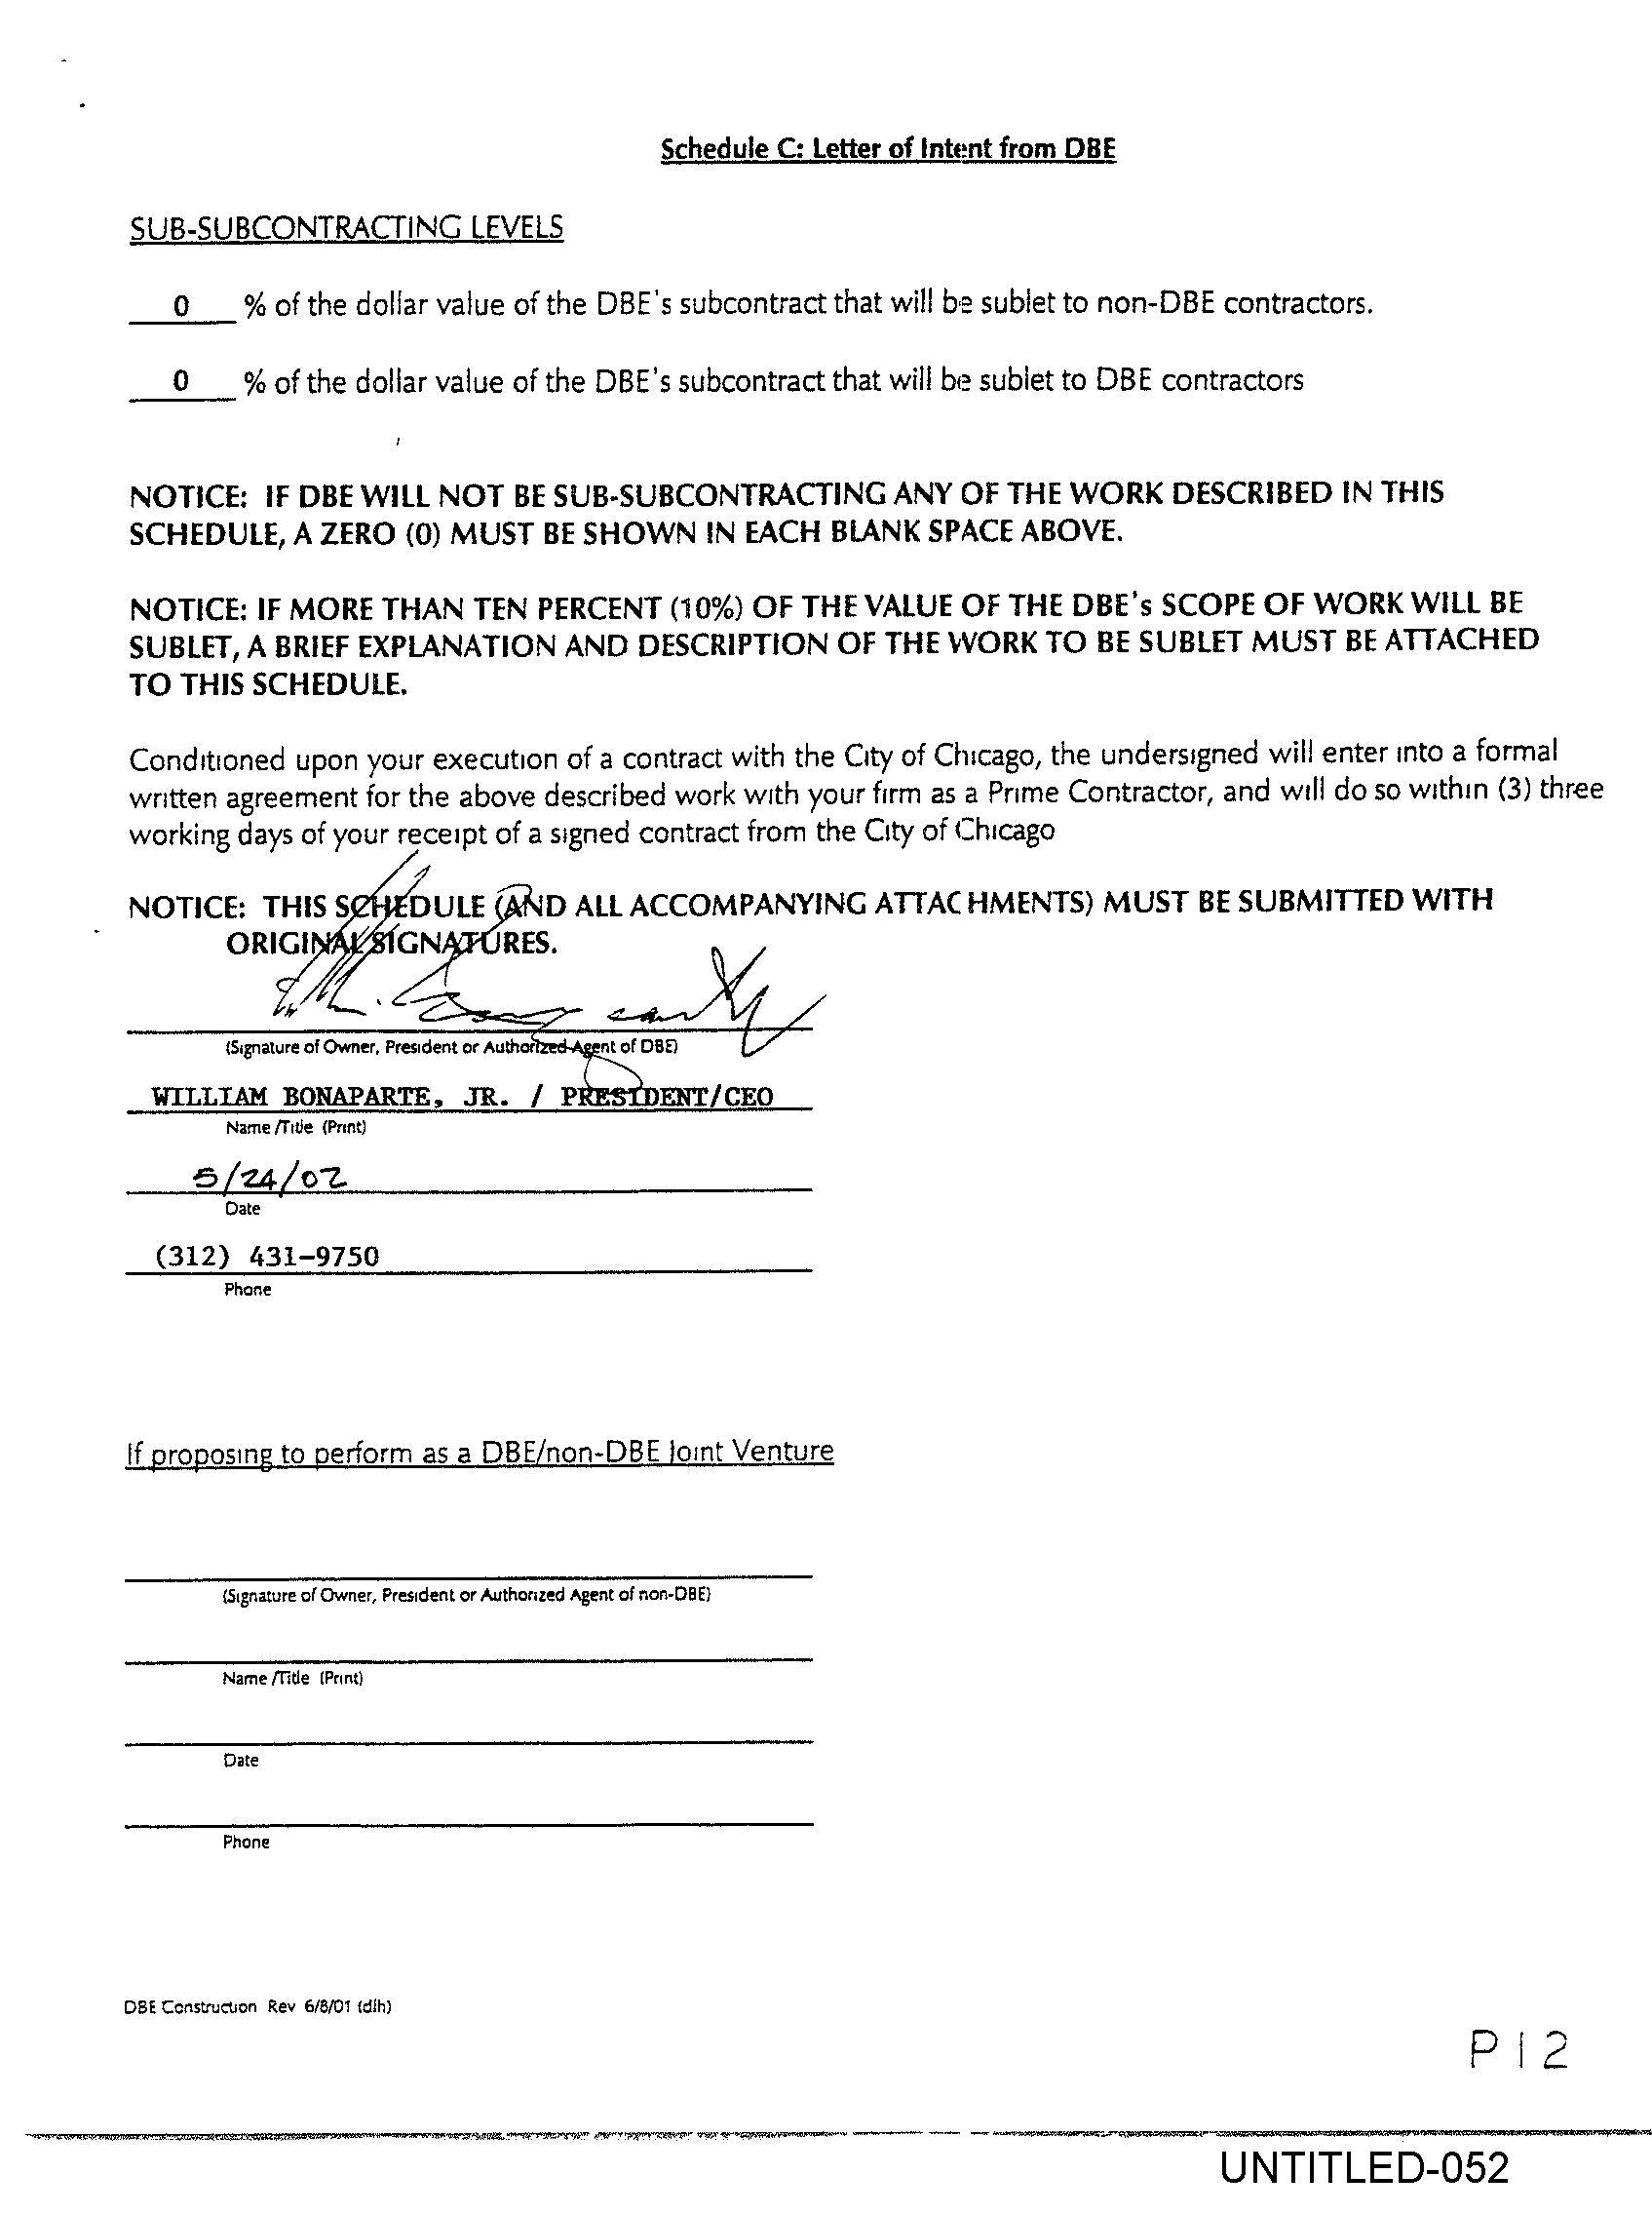 Schedule C: Letter of Intent from DBE
SUB-SUBCONTRACTING LEVELS
0 % of the dollar value of the DBE's subcontract that will be sublet to non-DBE contractors.
0 % of the dollar value of the DBE's subcontract that will be sublet to DBE contractors
NOTICE: IF DBE WILL NOT BE SUB-SUBCONTRACTING ANY OF THE WORK DESCRIBED IN THIS
SCHEDULE, A ZERO (0) MUST BE SHOWN IN EACH BLANK SPACE ABOVE.
NOTICE: IF MORE THAN TEN PERCENT (10%) OF THE VALUE OF THE DBE's SCOPE OF WORK WILL BE
SUBLET, A BRIEF EXPLANATION AND DESCRIPTION OF THE WORK TO BE SUBLET MUST BE ATTACHED
TO THIS SCHEDULE.
Conditioned upon your execution of a contract with the City of Chicago, the undersigned will enter into a formal
written agreement for the above described work with your firm as a Prime Contractor, and will do so within (3) three
working days of your receipt of a signed contract from the City of Chicago
NOTICE: THIS SCHEDULE (AND ALL ACCOMPANYING ATTACHMENTS) MUST BE SUBMITTED WITH
ORIGINAL SIGNATURES.
(Signature of Owner, President or Authorized Agent of DBE)
WILLIAM BONAPARTE, JR. / PRESIDENT/CEO
Name /Title (Print)
5/24/02
Date
(312) 431-9750
Phone
If proposing to perform as a DBE/non-DBE Joint Venture
(Signature of Owner, President or Authorized Agent of non-DBE)
Name /Title (Print)
Date
Phone
DBE Construction Rev 6/8/01 (dlh)
P12
UNTITLED-052